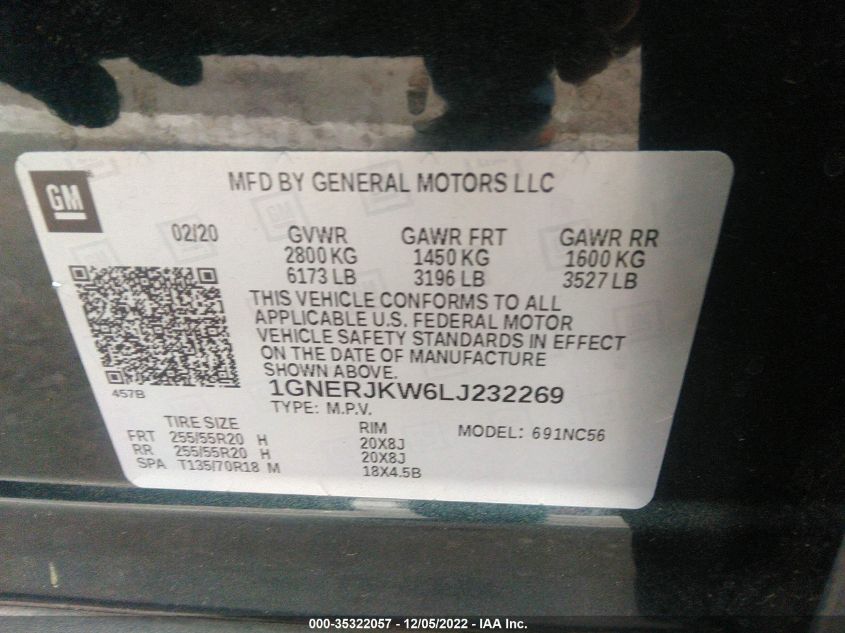 GM
MFD BY GENERAL MOTORS LLC
02/20 GVWR GAWR FRT GAWR RR
2800 KG 1450 KG 1600 KG
6173 LB 3196 LB 3527 LB
THIS VEHICLE CONFORMS TO ALL
APPLICABLE U.S. FEDERAL MOTOR
VEHICLE SAFETY STANDARDS IN EFFECT
ON THE DATE OF MANUFACTURE
SHOWN ABOVE.
457B
1GNERJKW6LJ232269
TYPE: M.P.V.
TIRE SIZE RIM MODEL: 691NC56
FRT 255/55R20 H 20X8J
RR 255/55R20 H 20X8J
SPA T135/70R18 M 18X4.5B
000-35322057 - 12/05/2022 - IAA Inc.